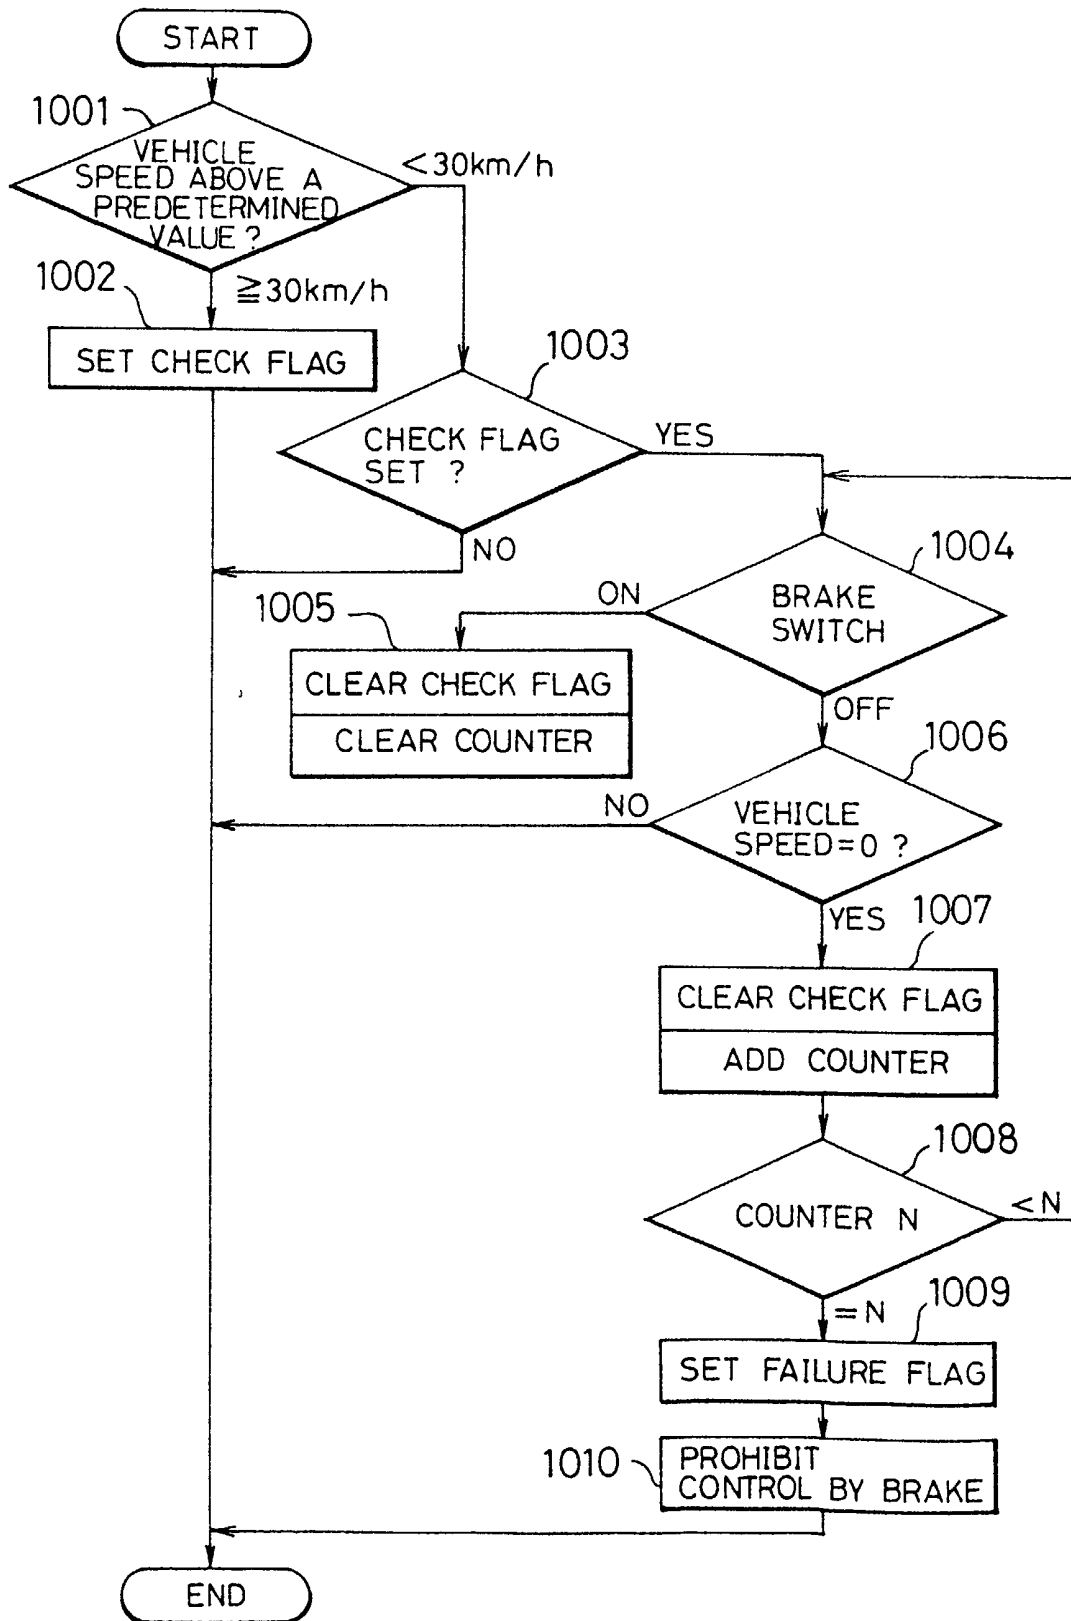 START
1001
VEHICLE
SPEED ABOVE A
PREDETERMINED
VALUE ?
<30km/h
1002
≧30km/h
SET CHECK FLAG
1003
CHECK FLAG
SET ?
YES
NO
1004
BRAKE
SWITCH
ON
1005
CLEAR CHECK FLAG
CLEAR COUNTER
OFF
1006
VEHICLE
SPEED=0 ?
NO
YES
1007
CLEAR CHECK FLAG
ADD COUNTER
1008
COUNTER N
<N
=N
1009
SET FAILURE FLAG
1010
PROHIBIT
CONTROL BY BRAKE
END